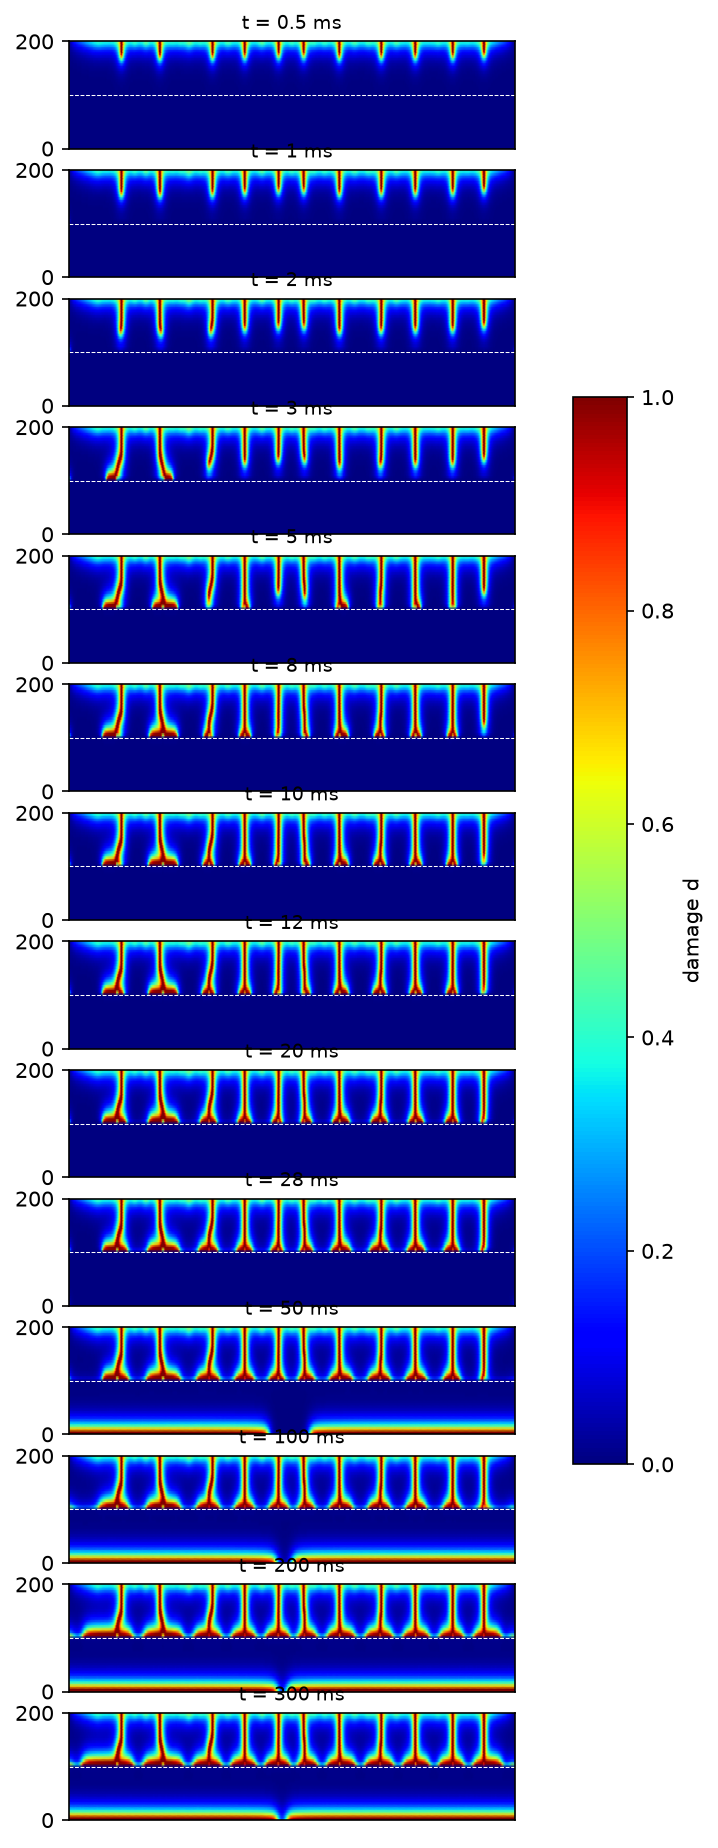 t = 0.5 ms
200
0
t = 1 ms
200
0
t = 2 ms
200
0
t = 3 ms
200
0
t = 5 ms
200
0
t = 8 ms
200
0
t = 10 ms
200
0
t = 12 ms
200
0
t = 20 ms
200
0
t = 28 ms
200
0
t = 50 ms
200
0
t = 100 ms
200
0
t = 200 ms
200
0
t = 300 ms
200
0
1.0
0.8
0.6
0.4
0.2
0.0
damage d